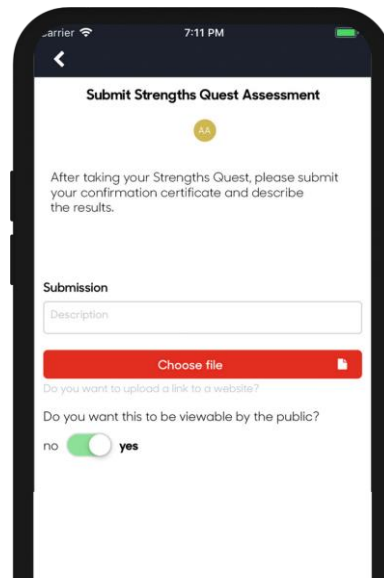 7:11 PM
Submit Strengths Quest Assessment
AA
After taking your Strengths Quest, please submit
your confirmation certificate and describe
the results.
Submission
Description
Choose file
Do you want to upload a link to a website?
Do you want this to be viewable by the public?
no yes